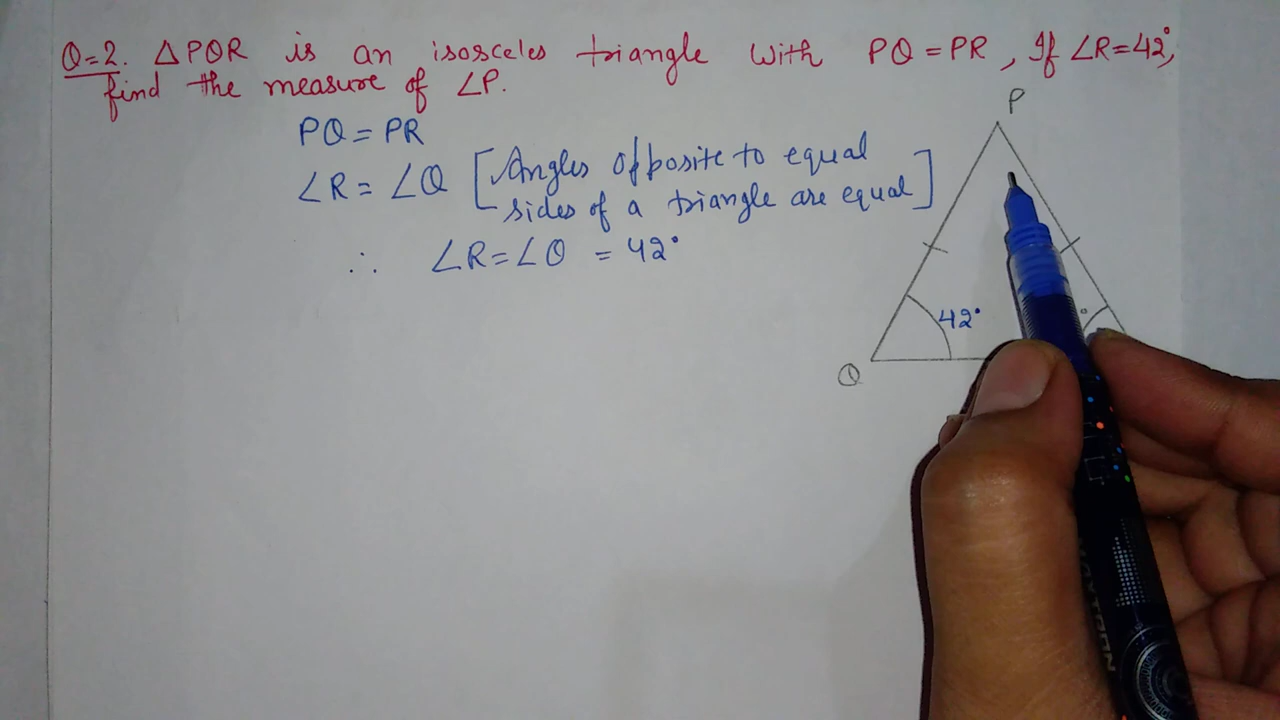 Q=2. △PQR is an isosceles triangle with PQ = PR, If ∠R=42°,
find the measure of ∠P.
PQ = PR
∠R = ∠Q [Angles opposite to equal
sides of a triangle are equal]
∴ ∠R=∠Q = 42°
P
42°
°
Q